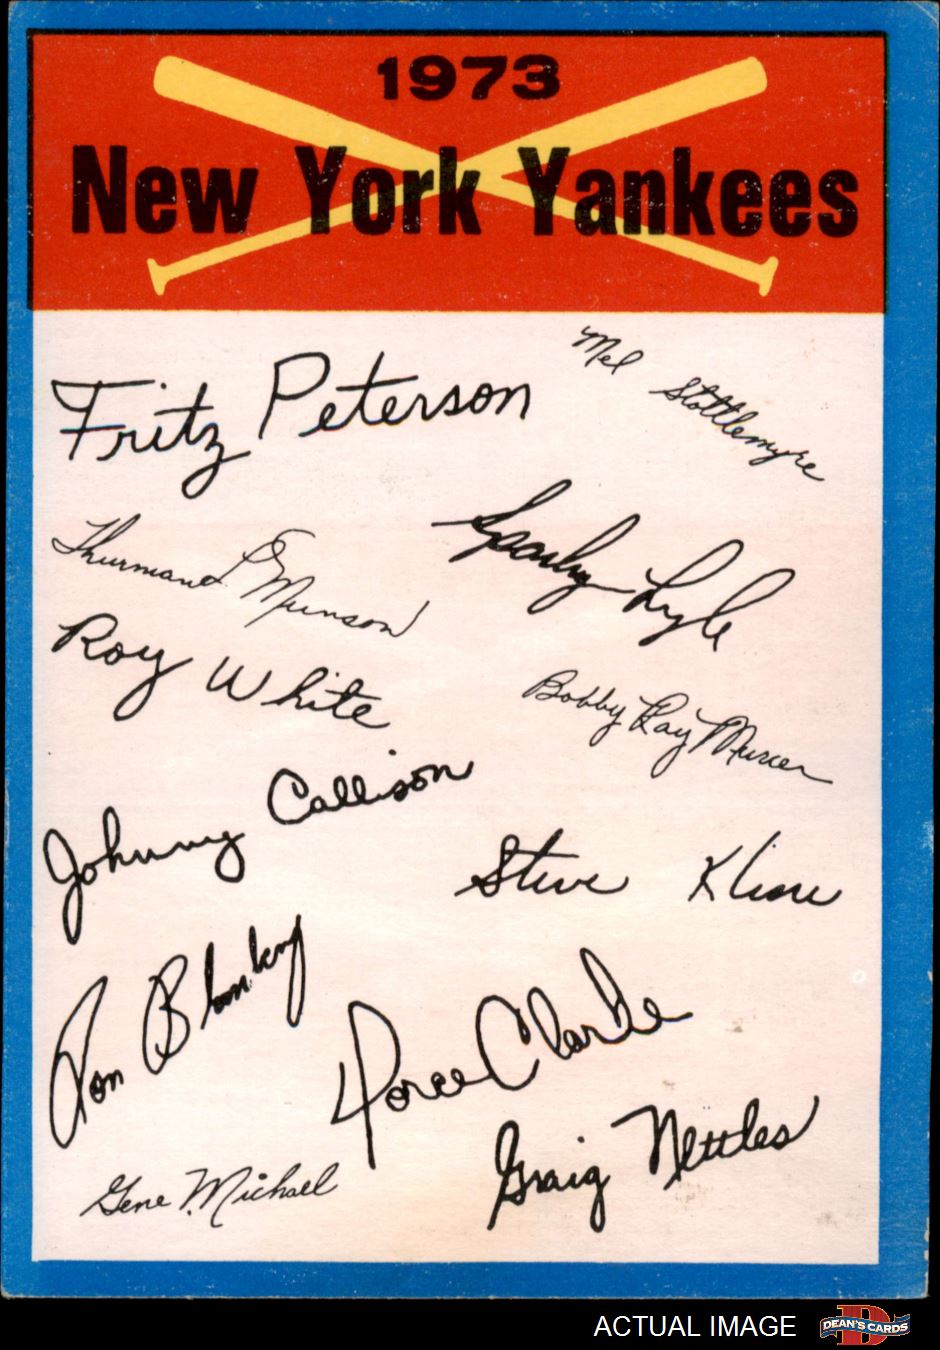 1973
New York Yankees
Fritz Peterson
Mel Stottlemyre
Sparky Lyle
Thurman L Munson
Roy White
Bobby Ray Murcer
Johnny Callison
Steve Kline
Ron Blomberg
Horace Clarke
Graig Nettles
Gene Michael
ACTUAL IMAGE
DEAN'S CARDS